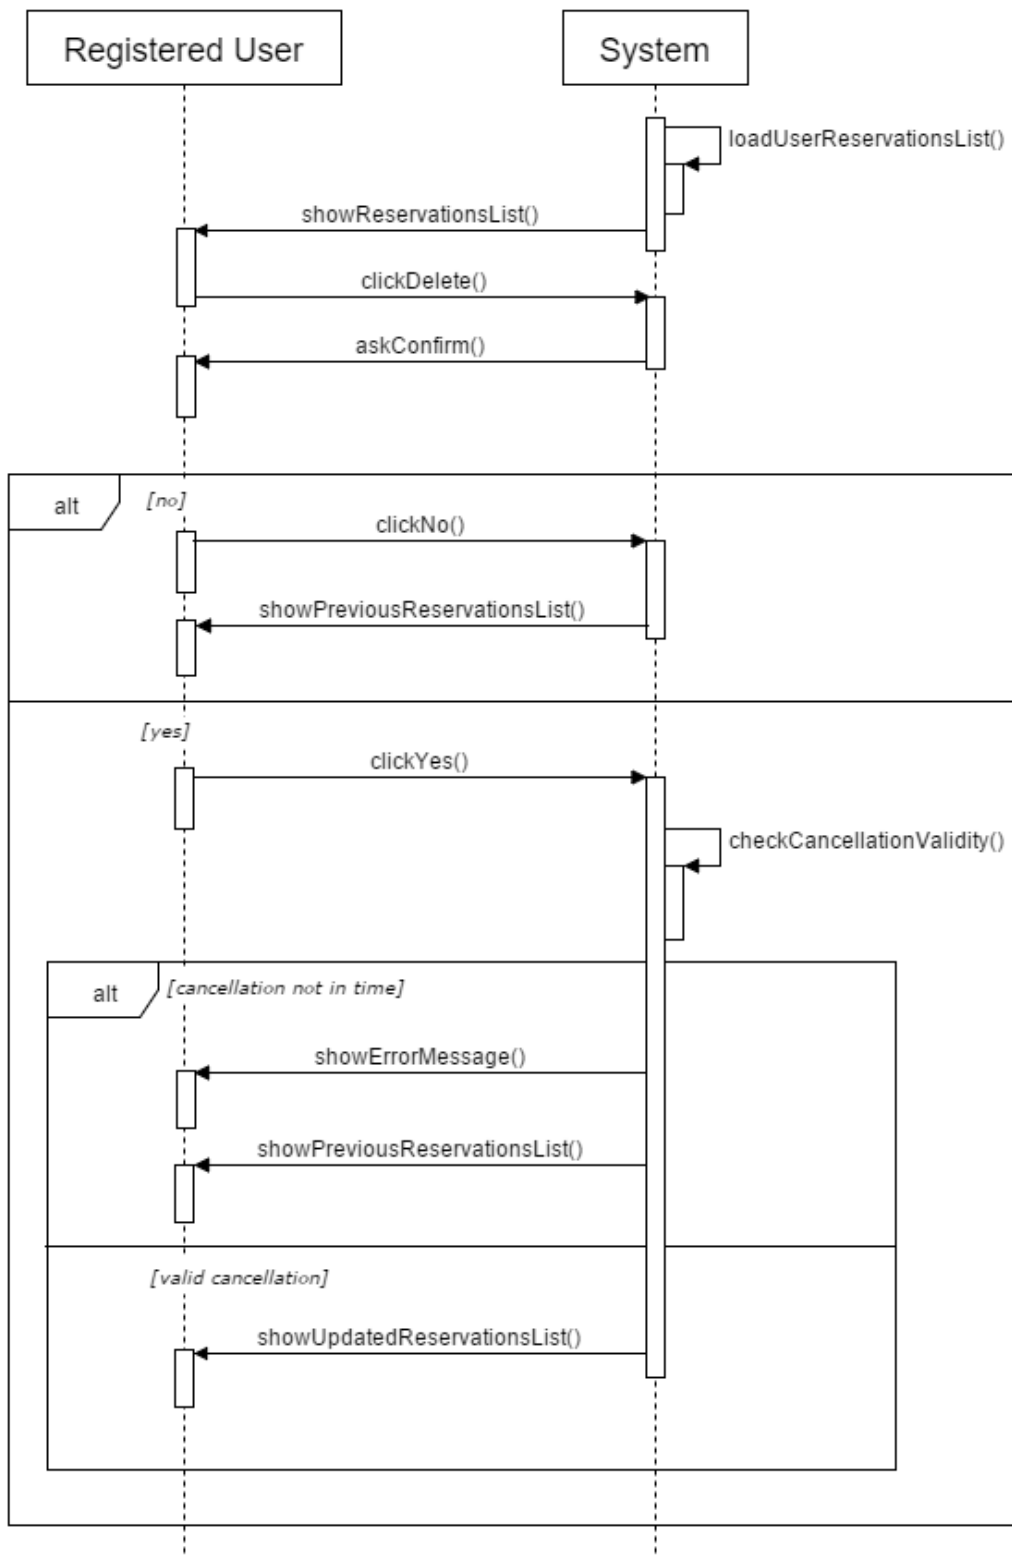 Registered User
System
loadUserReservationsList()
showReservationsList()
clickDelete()
askConfirm()
alt
[no]
clickNo()
showPreviousReservationsList()
[yes]
clickYes()
checkCancellationValidity()
alt
[cancellation not in time]
showErrorMessage()
showPreviousReservationsList()
[valid cancellation]
showUpdatedReservationsList()